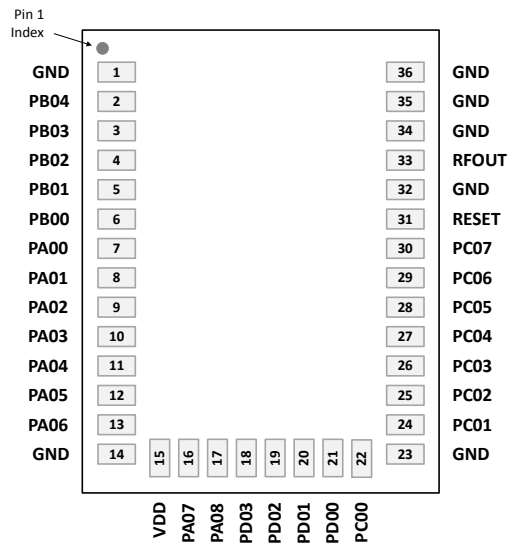 Pin 1
Index
GND 1 36 GND
PB04 2 35 GND
PB03 3 34 GND
PB02 4 33 RFOUT
PB01 5 32 GND
PB00 6 31 RESET
PA00 7 30 PC07
PA01 8 29 PC06
PA02 9 28 PC05
PA03 10 27 PC04
PA04 11 26 PC03
PA05 12 25 PC02
PA06 13 24 PC01
GND 14 15 16 17 18 19 20 21 22 23 GND
VDD PA07 PA08 PD03 PD02 PD01 PD00 PC00